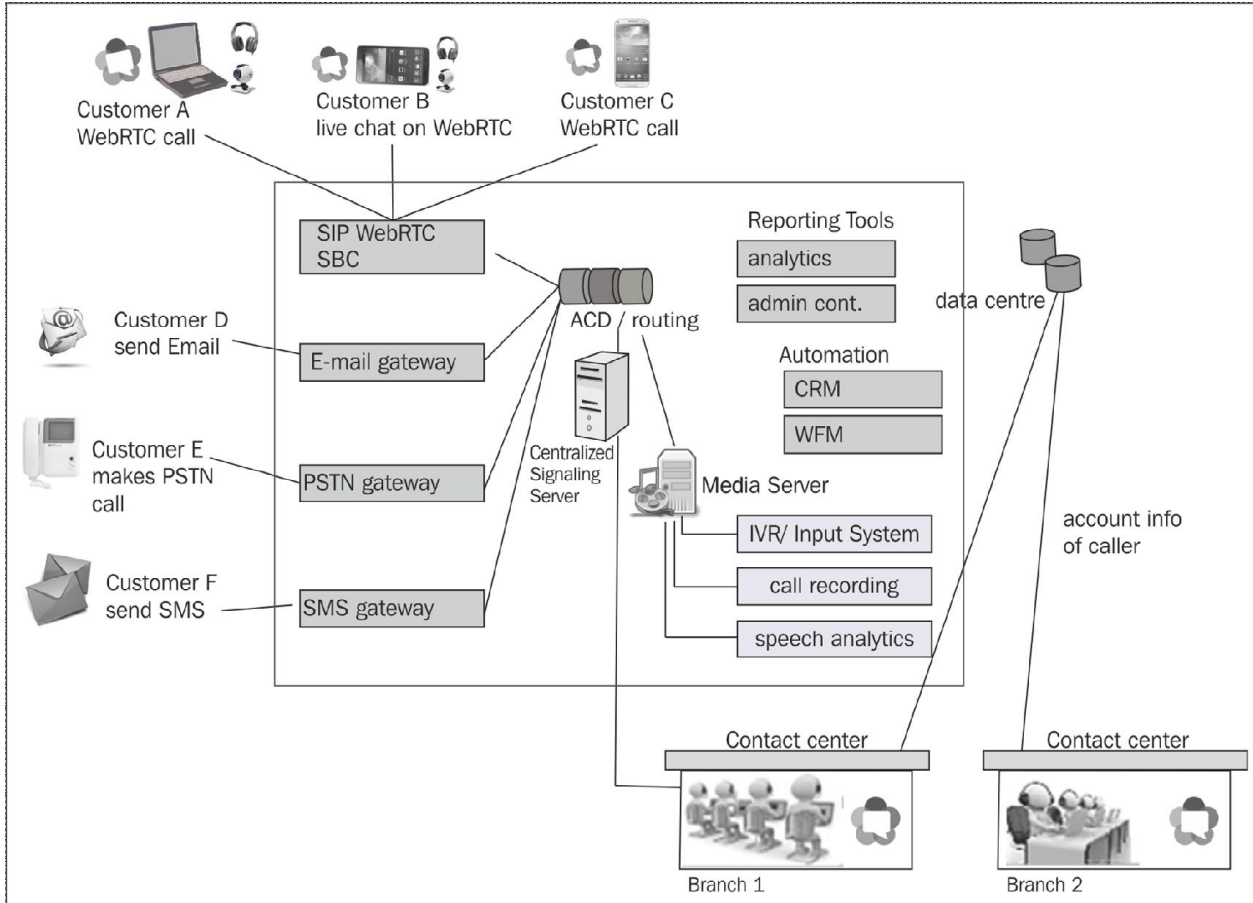 Customer A
WebRTC call
Customer B
live chat on WebRTC
Customer C
WebRTC call
SIP WebRTC
SBC
Reporting Tools
analytics
admin cont.
data centre
ACD / routing
Customer D
send Email
E-mail gateway
Automation
CRM
WFM
Centralized
Signaling
Server
Customer E
makes PSTN
call
PSTN gateway
Media Server
IVR/ Input System
account info
of caller
call recording
Customer F
send SMS
SMS gateway
speech analytics
Contact center
Contact center
Branch 1
Branch 2